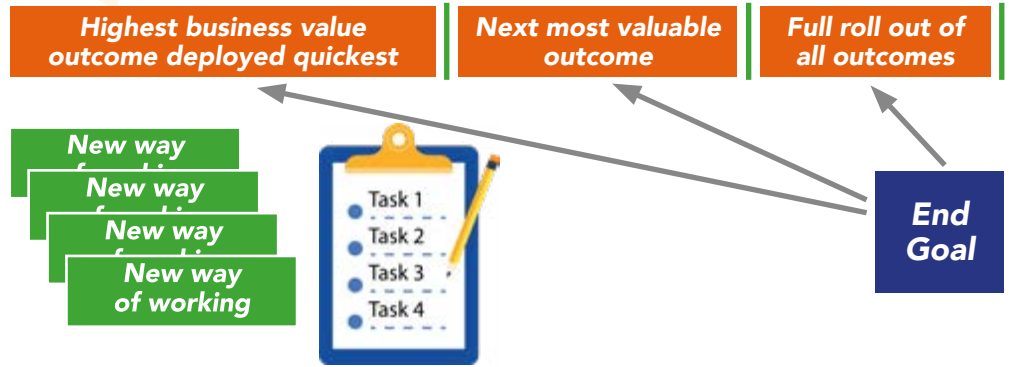 Highest business value
outcome deployed quickest
Next most valuable
outcome
Full roll out of
all outcomes
New way
New way
New way
New way
of working
Task 1
Task 2
Task 3
Task 4
End
Goal